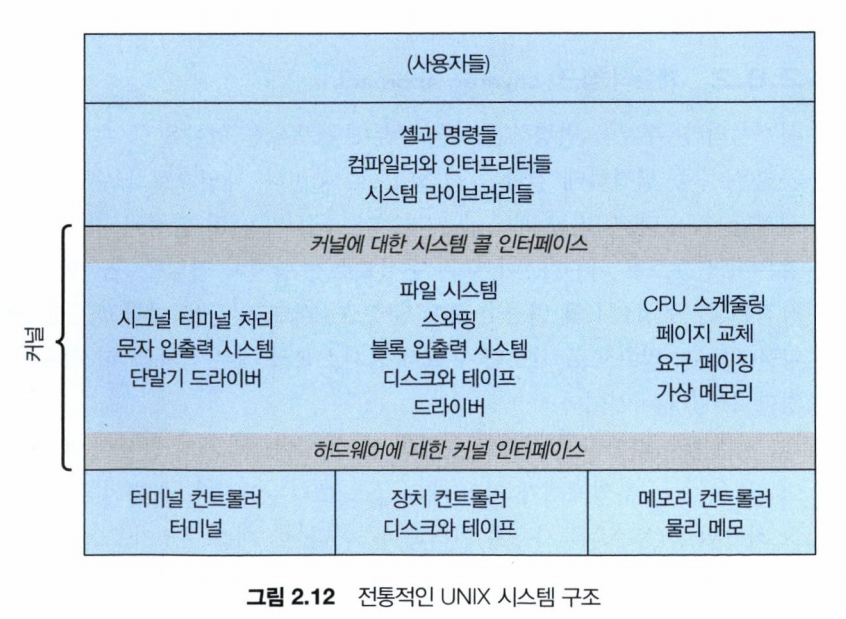 (사용자들)
셸과 명령들
컴파일러와 인터프리터들
시스템 라이브러리들
커널에 대한 시스템 콜 인터페이스
커널
시그널 터미널 처리
문자 입출력 시스템
단말기 드라이버
파일 시스템
스와핑
블록 입출력 시스템
디스크와 테이프
드라이버
CPU 스케줄링
페이지 교체
요구 페이징
가상 메모리
하드웨어에 대한 커널 인터페이스
터미널 컨트롤러
터미널
장치 컨트롤러
디스크와 테이프
메모리 컨트롤러
물리 메모
그림 2.12 전통적인 UNIX 시스템 구조